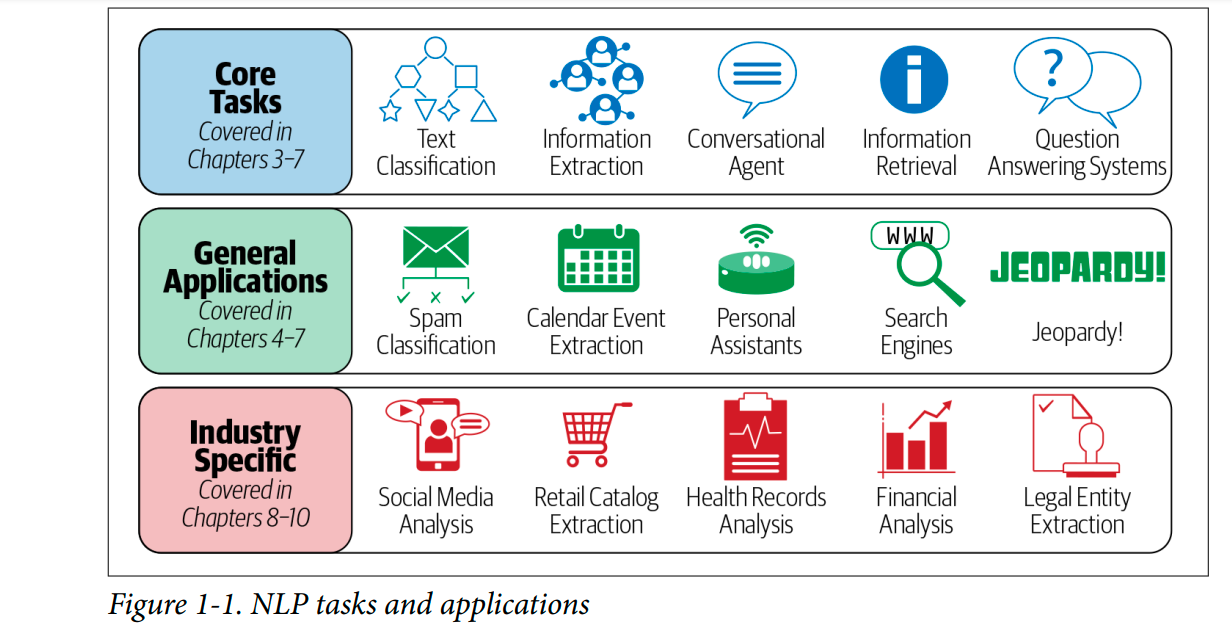 Core
Tasks
Covered in
Chapters 3–7
Text
Classification
Information
Extraction
Conversational
Agent
Information
Retrieval
?
Question
Answering Systems
General
Applications
Covered in
Chapters 4–7
Spam
Classification
Calendar Event
Extraction
Personal
Assistants
WWW
Search
Engines
JEOPARDY!
Jeopardy!
Industry
Specific
Covered in
Chapters 8–10
Social Media
Analysis
Retail Catalog
Extraction
Health Records
Analysis
Financial
Analysis
Legal Entity
Extraction
Figure 1-1. NLP tasks and applications